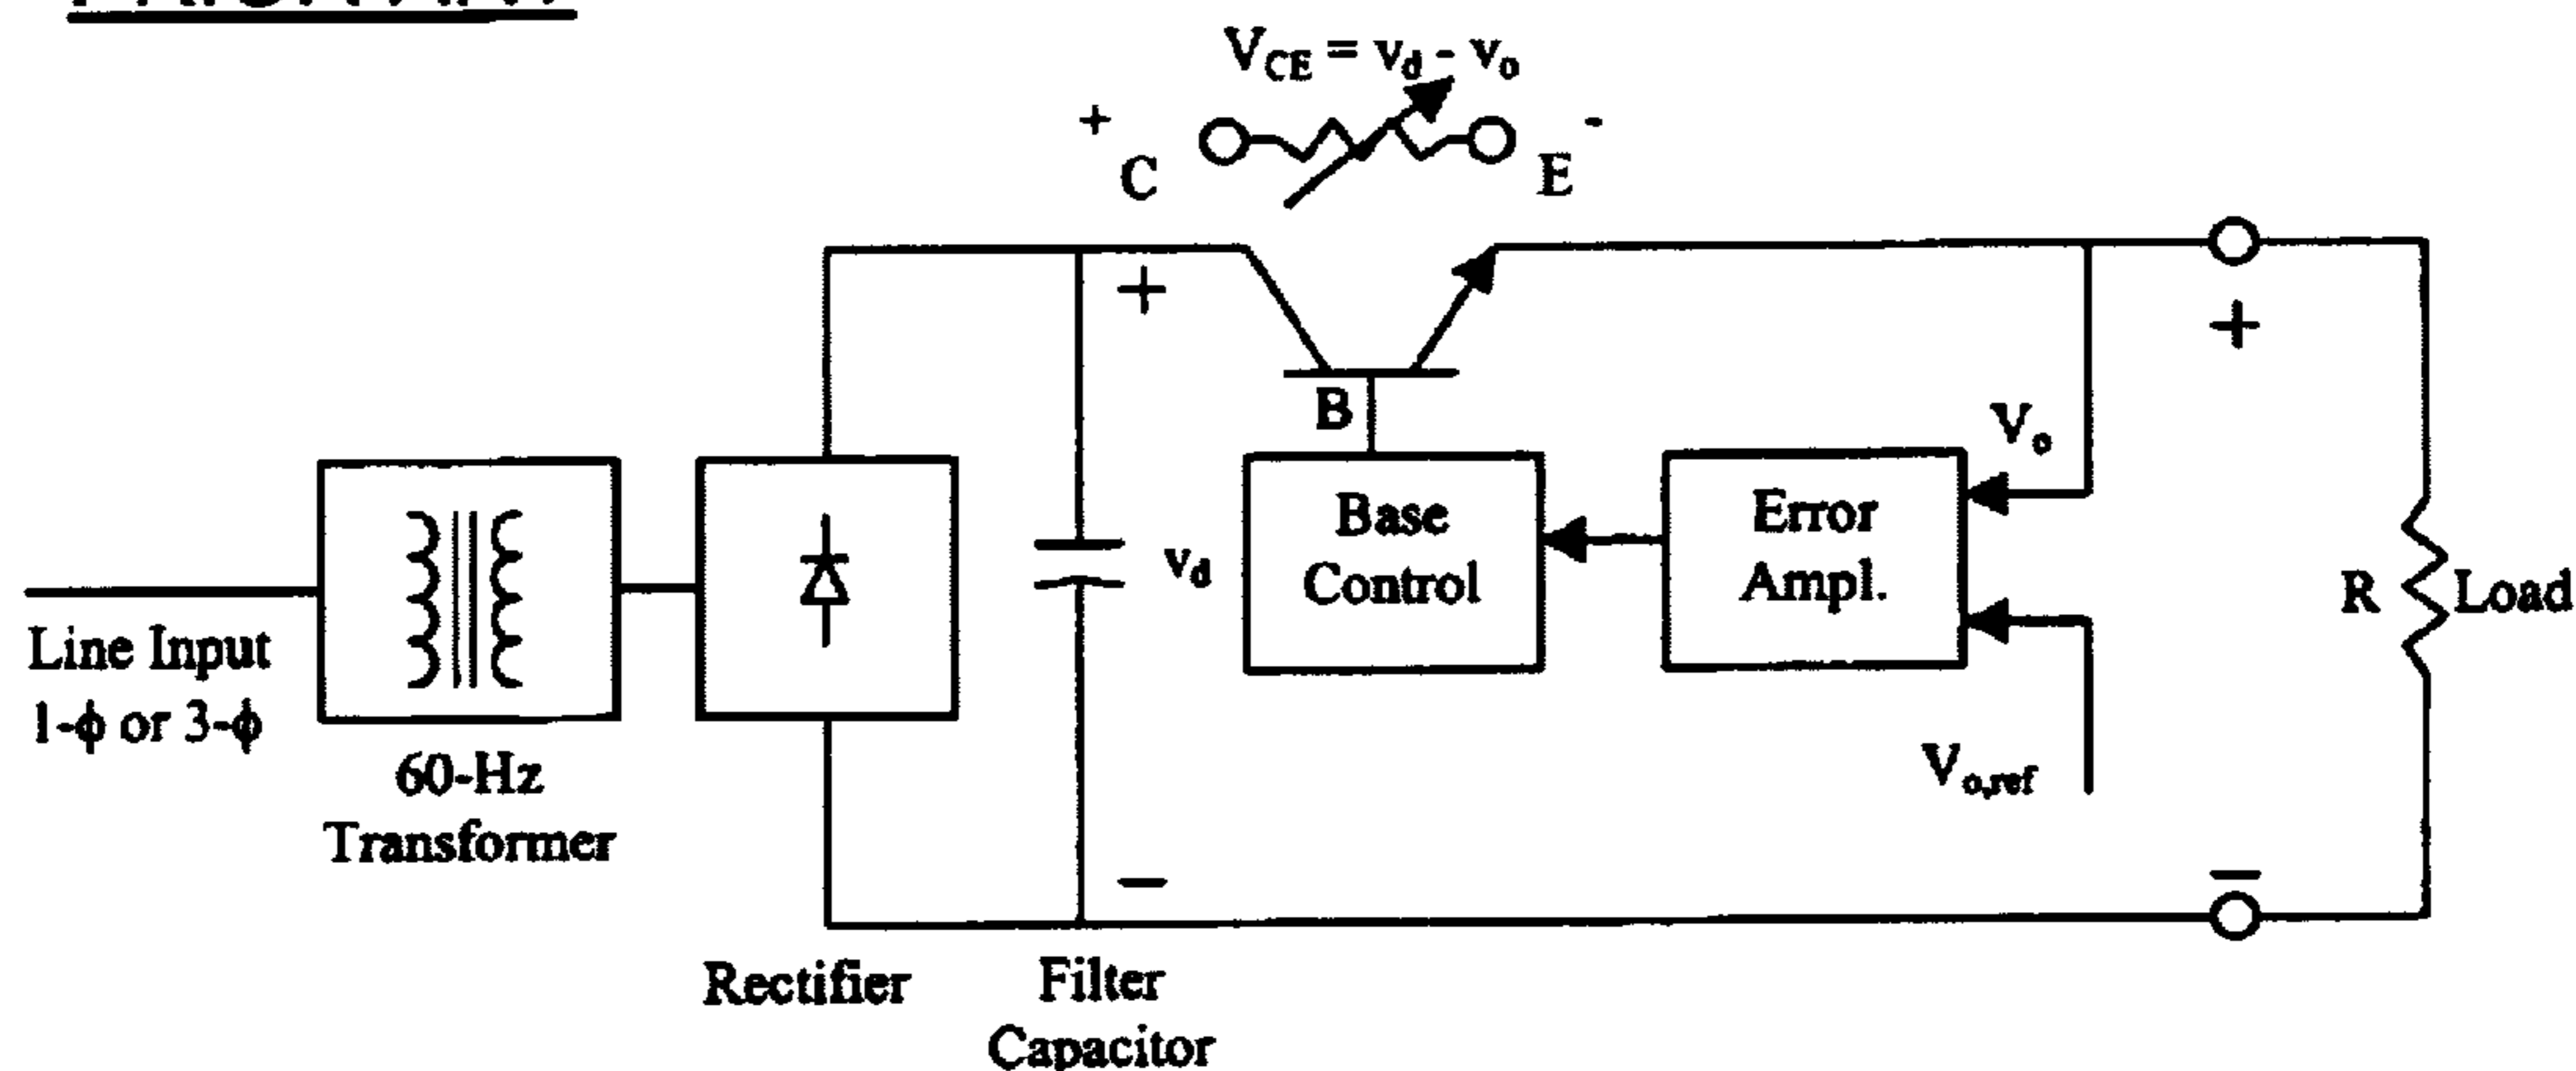 V_CE = v_d - v_o
+ -
C E
+
+
B
V_o
Base
Control
Error
Ampl.
v_d
R Load
Line Input
1-ϕ or 3-ϕ
60-Hz
Transformer
V_o,ref
− −
Rectifier
Filter
Capacitor